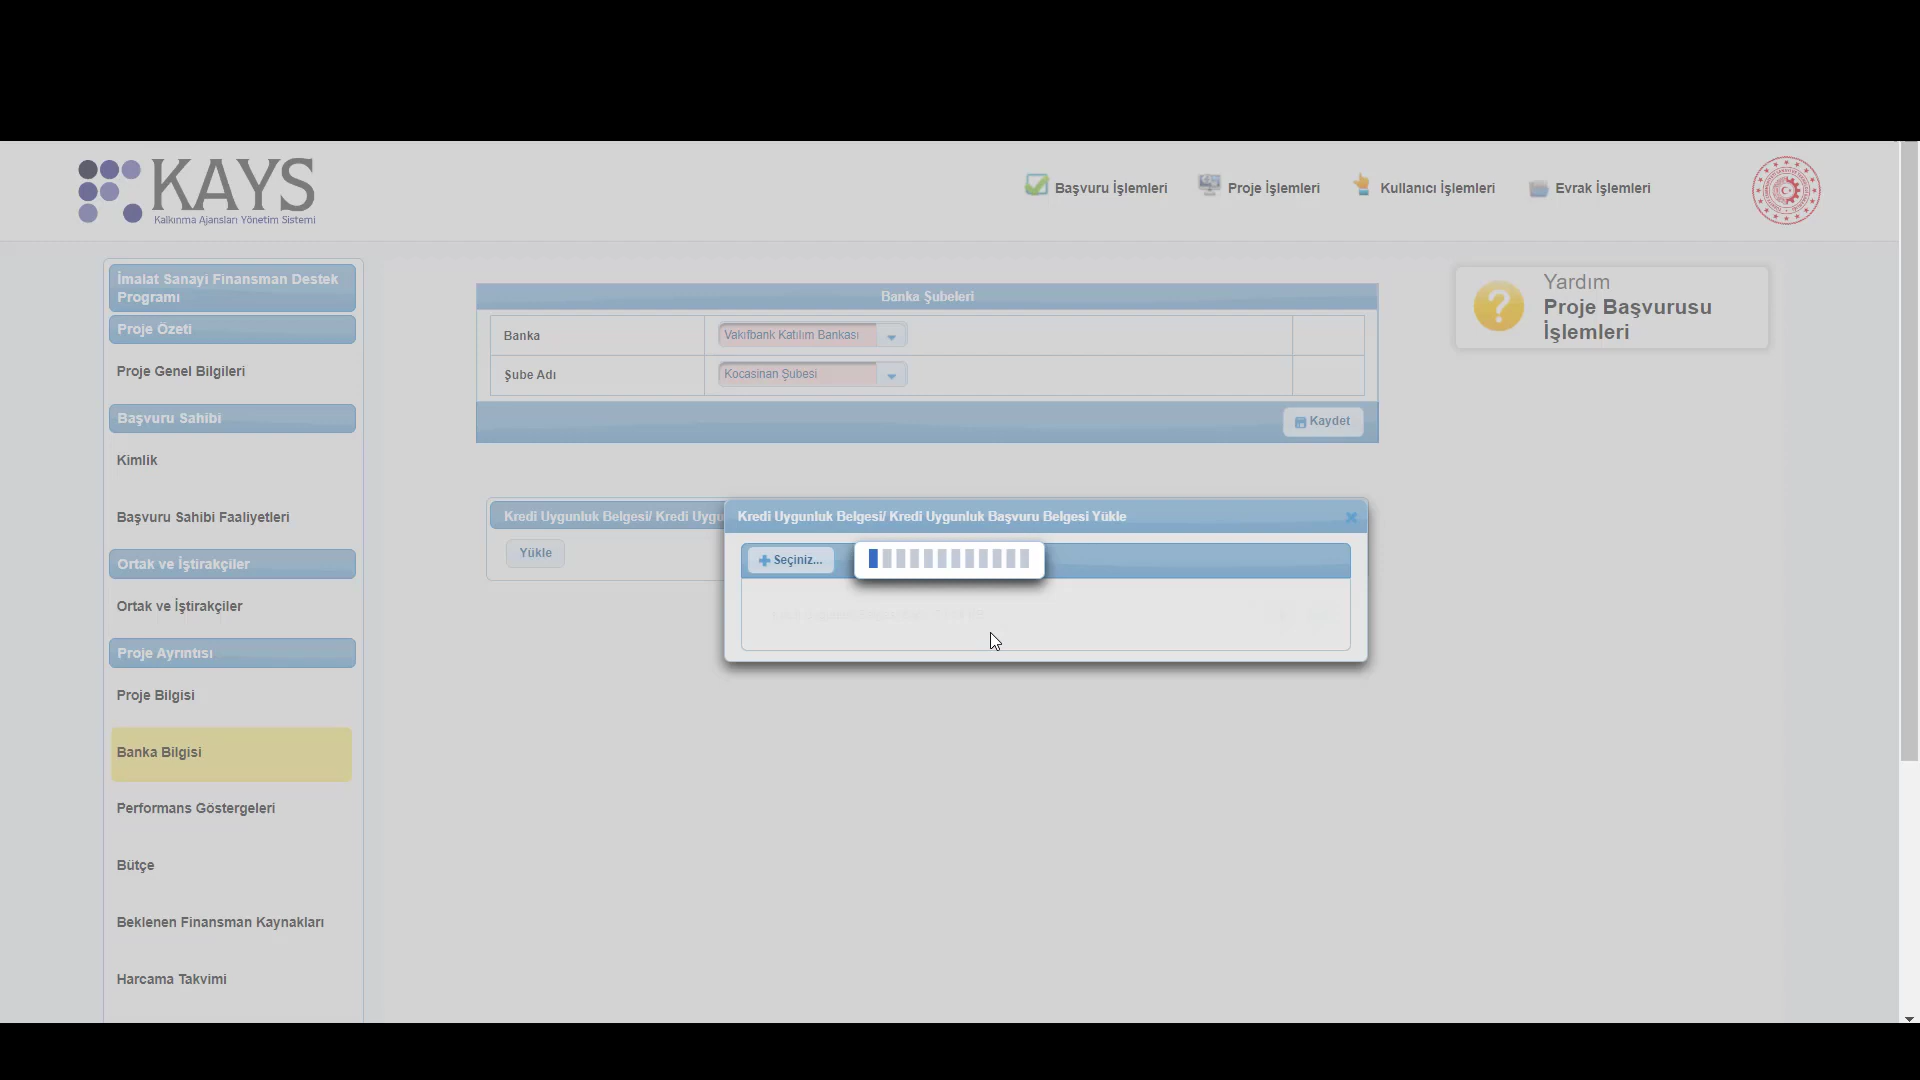 KAYS
Kalkınma Ajansları Yönetim Sistemi
Başvuru İşlemleri
Proje İşlemleri
Kullanıcı İşlemleri
Evrak İşlemleri
İmalat Sanayi Finansman Destek
Programı
Proje Özeti
Proje Genel Bilgileri
Başvuru Sahibi
Kimlik
Başvuru Sahibi Faaliyetleri
Ortak ve İştirakçiler
Ortak ve İştirakçiler
Proje Ayrıntısı
Proje Bilgisi
Banka Bilgisi
Performans Göstergeleri
Bütçe
Beklenen Finansman Kaynakları
Harcama Takvimi
Banka Şubeleri
Banka
Vakıfbank Katılım Bankası
Şube Adı
Kocasinan Şubesi
Kaydet
Kredi Uygunluk Belgesi/ Kredi Uygu
Yükle
Kredi Uygunluk Belgesi/ Kredi Uygunluk Başvuru Belgesi Yükle
Seçiniz...
Yardım
Proje Başvurusu
İşlemleri